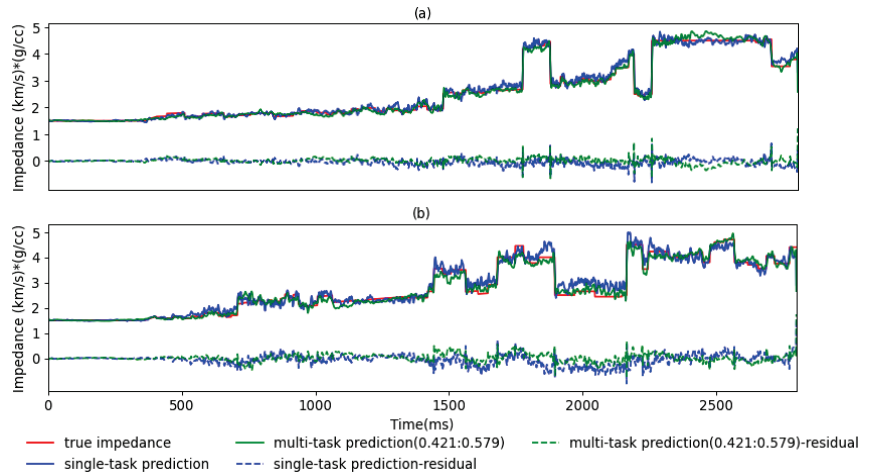 (a)
Impedance (km/s)*(g/cc)
5
4
3
2
1
0
(b)
Impedance (km/s)*(g/cc)
5
4
3
2
1
0
0 500 1000 1500 2000 2500
Time(ms)
true impedance
single-task prediction
multi-task prediction(0.421:0.579)
single-task prediction-residual
multi-task prediction(0.421:0.579)-residual